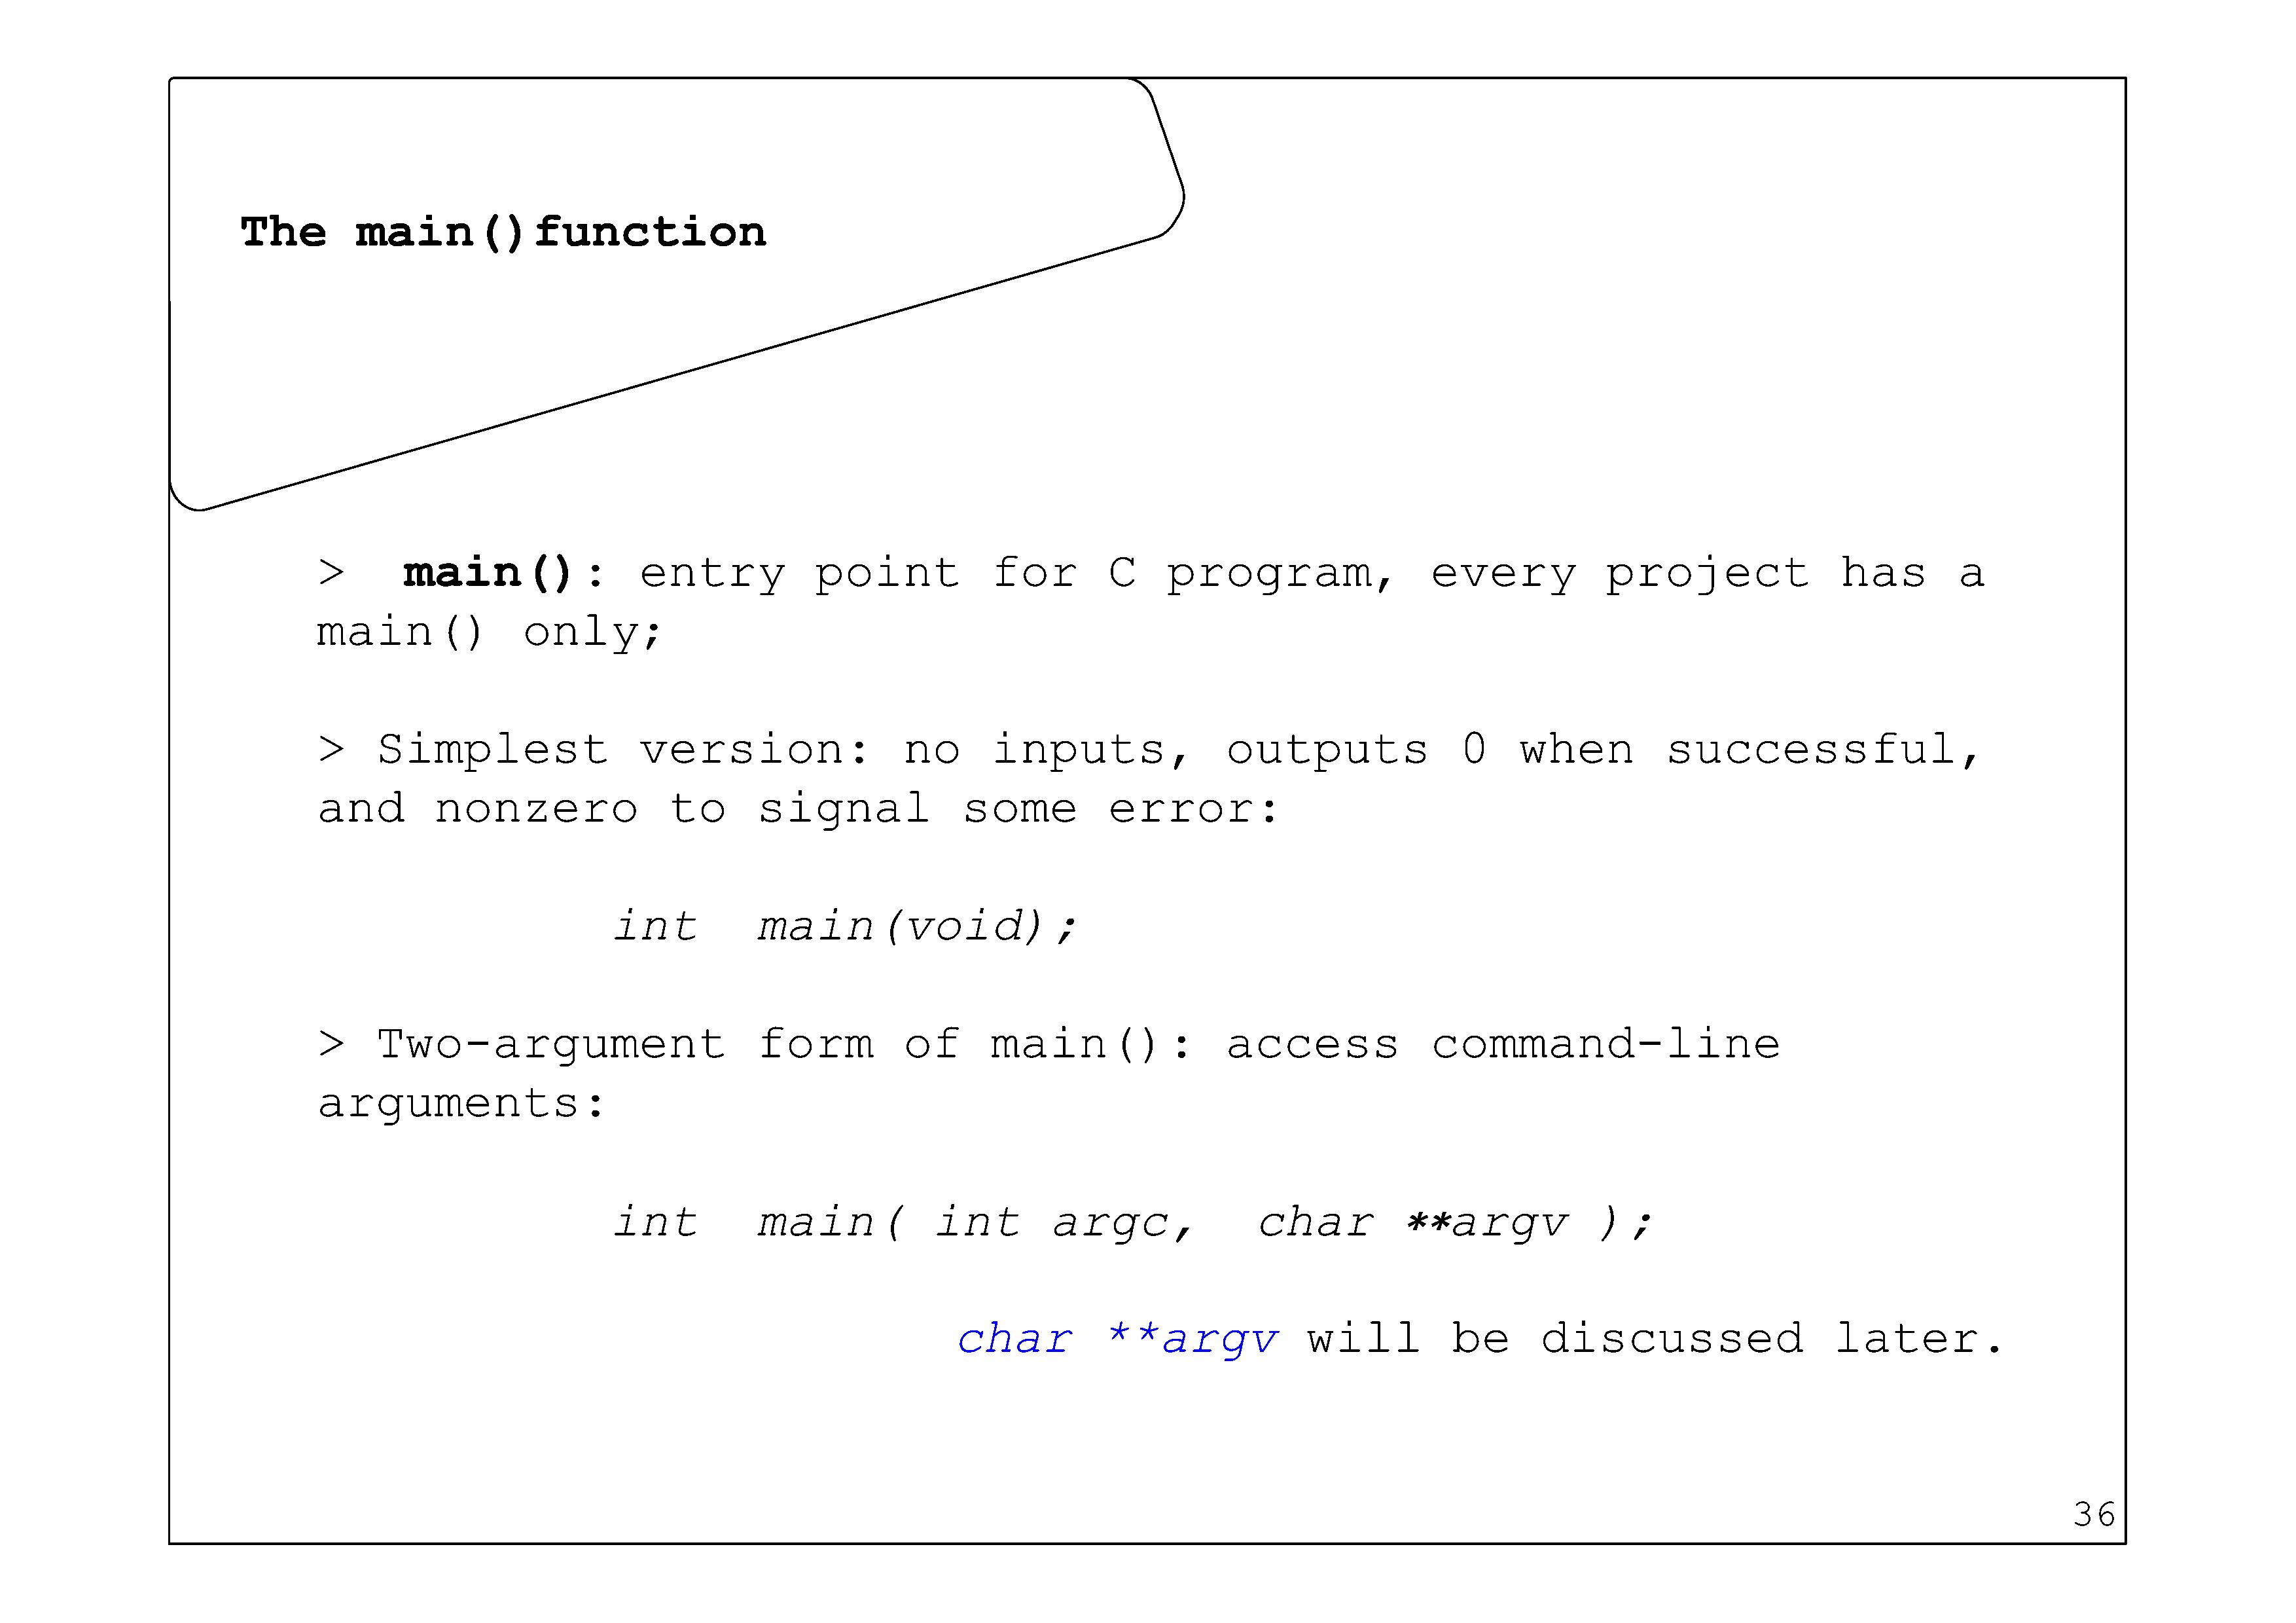 The main()function
> main(): entry point for C program, every project has a
main() only;
> Simplest version: no inputs, outputs 0 when successful,
and nonzero to signal some error:
int main(void);
> Two-argument form of main(): access command-line
arguments:
int main( int argc, char **argv );
char **argv will be discussed later.
36